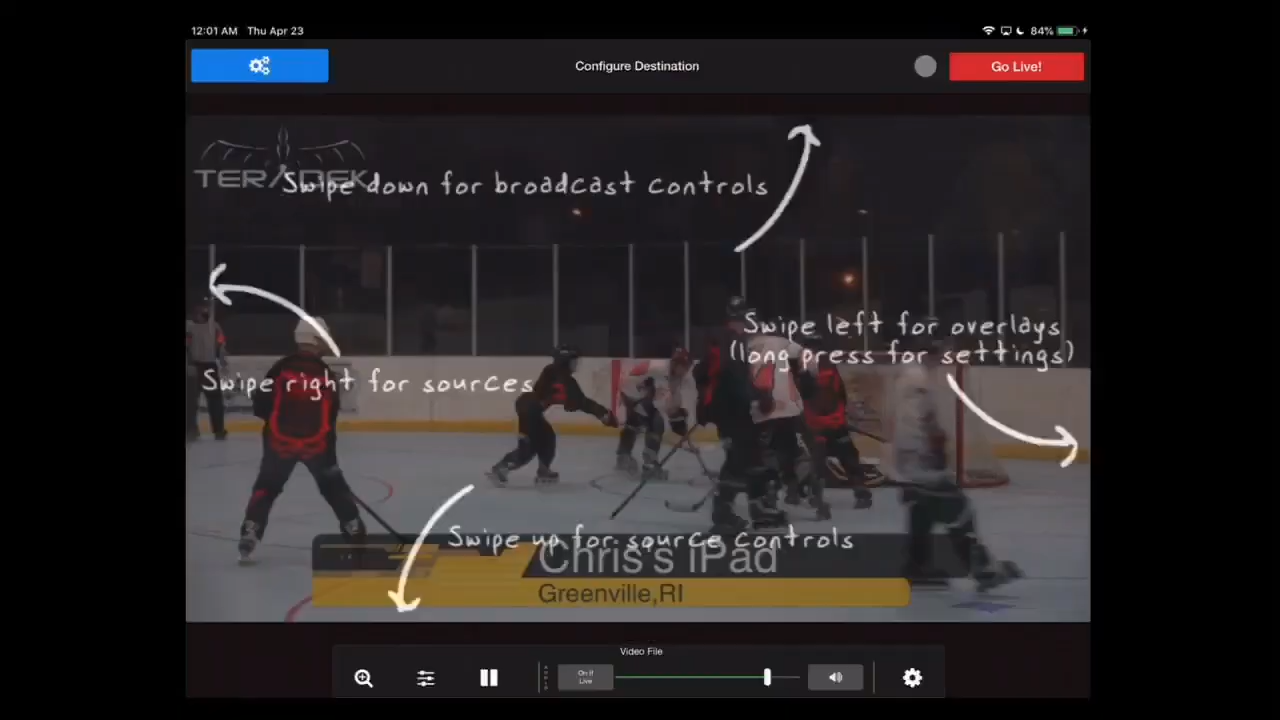 12:01 AM Thu Apr 23
84%
Configure Destination
Go Live!
TERADEK
Swipe down for broadcast controls
Swipe left for overlays
(long press for settings)
Swipe right for sources
Swipe up for source controls
Chris's iPad
Greenville,RI
Video File
On If
Live